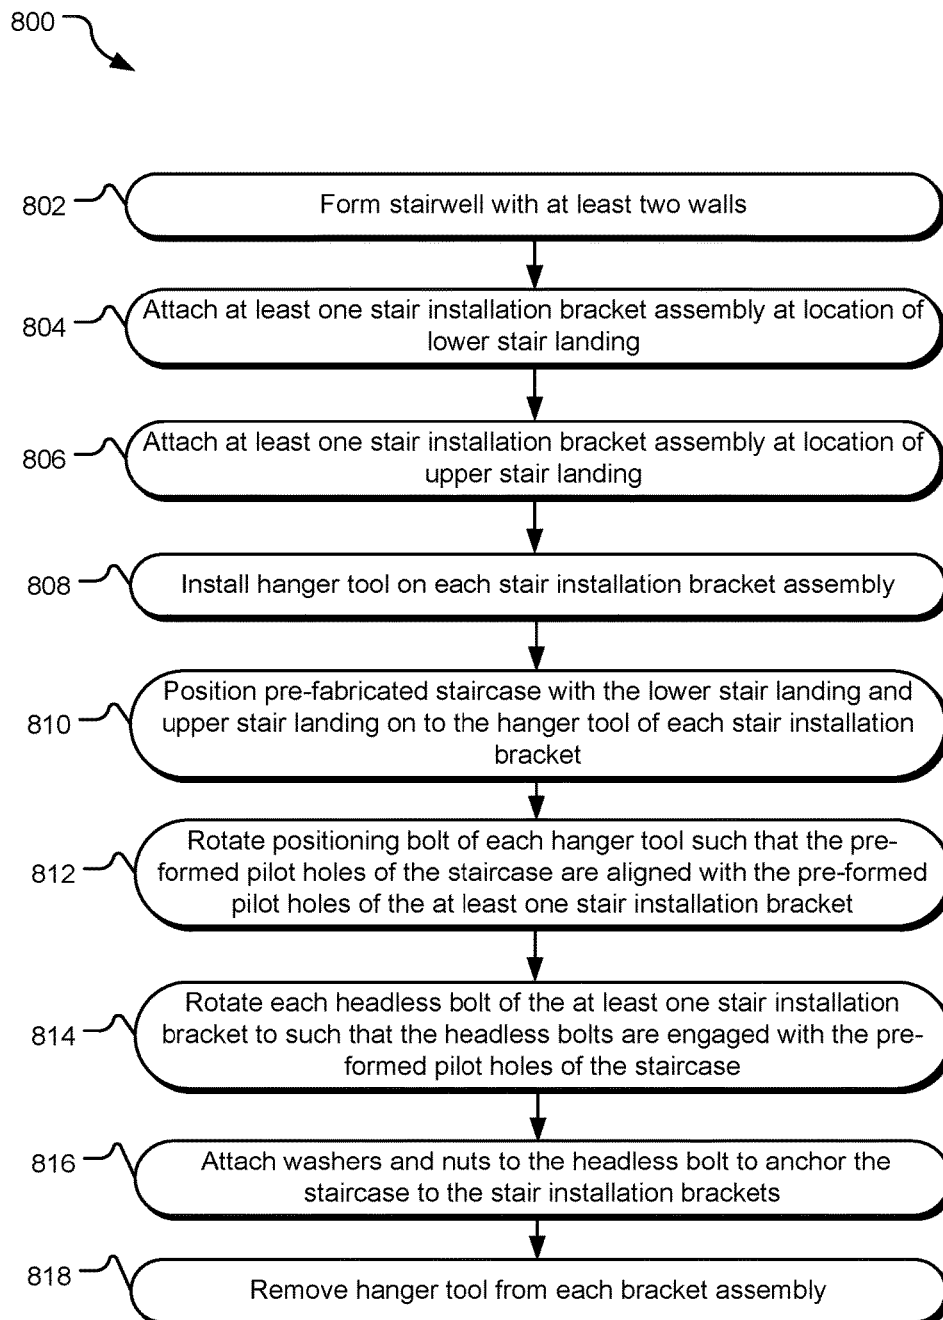 800
802
Form stairwell with at least two walls
804
Attach at least one stair installation bracket assembly at location of
lower stair landing
806
Attach at least one stair installation bracket assembly at location of
upper stair landing
808
Install hanger tool on each stair installation bracket assembly
810
Position pre-fabricated staircase with the lower stair landing and
upper stair landing on to the hanger tool of each stair installation
bracket
812
Rotate positioning bolt of each hanger tool such that the pre-
formed pilot holes of the staircase are aligned with the pre-formed
pilot holes of the at least one stair installation bracket
814
Rotate each headless bolt of the at least one stair installation
bracket to such that the headless bolts are engaged with the pre-
formed pilot holes of the staircase
816
Attach washers and nuts to the headless bolt to anchor the
staircase to the stair installation brackets
818
Remove hanger tool from each bracket assembly